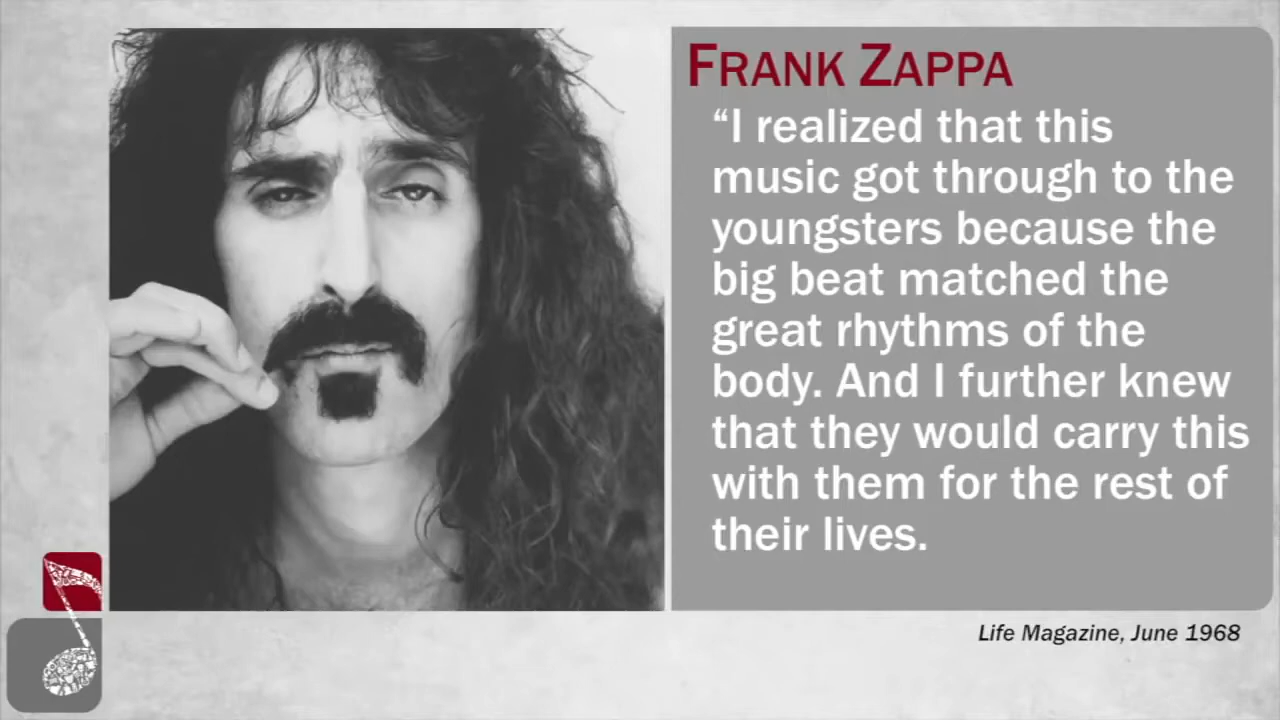 FRANK ZAPPA
“I realized that this
music got through to the
youngsters because the
big beat matched the
great rhythms of the
body. And I further knew
that they would carry this
with them for the rest of
their lives.
Life Magazine, June 1968